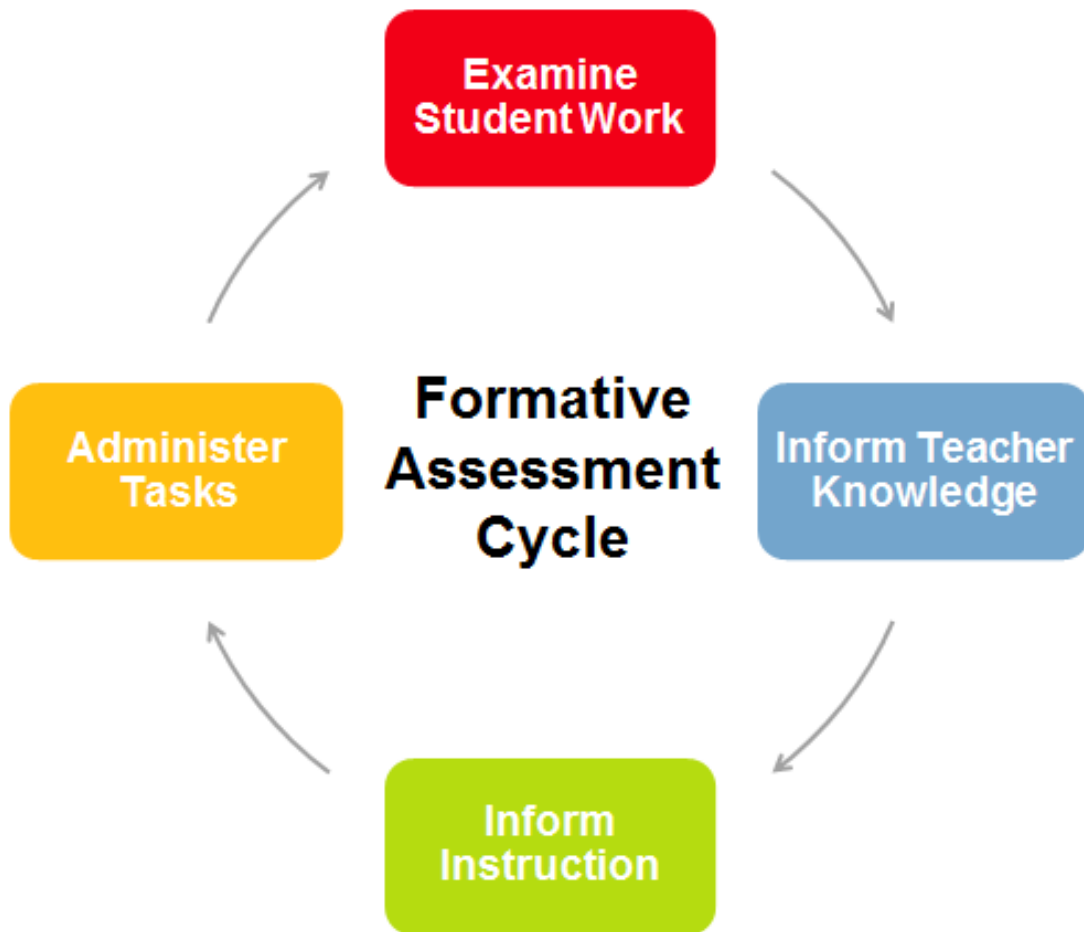 Examine
Student Work
Formative
Assessment
Cycle
Administer
Tasks
Inform Teacher
Knowledge
Inform
Instruction